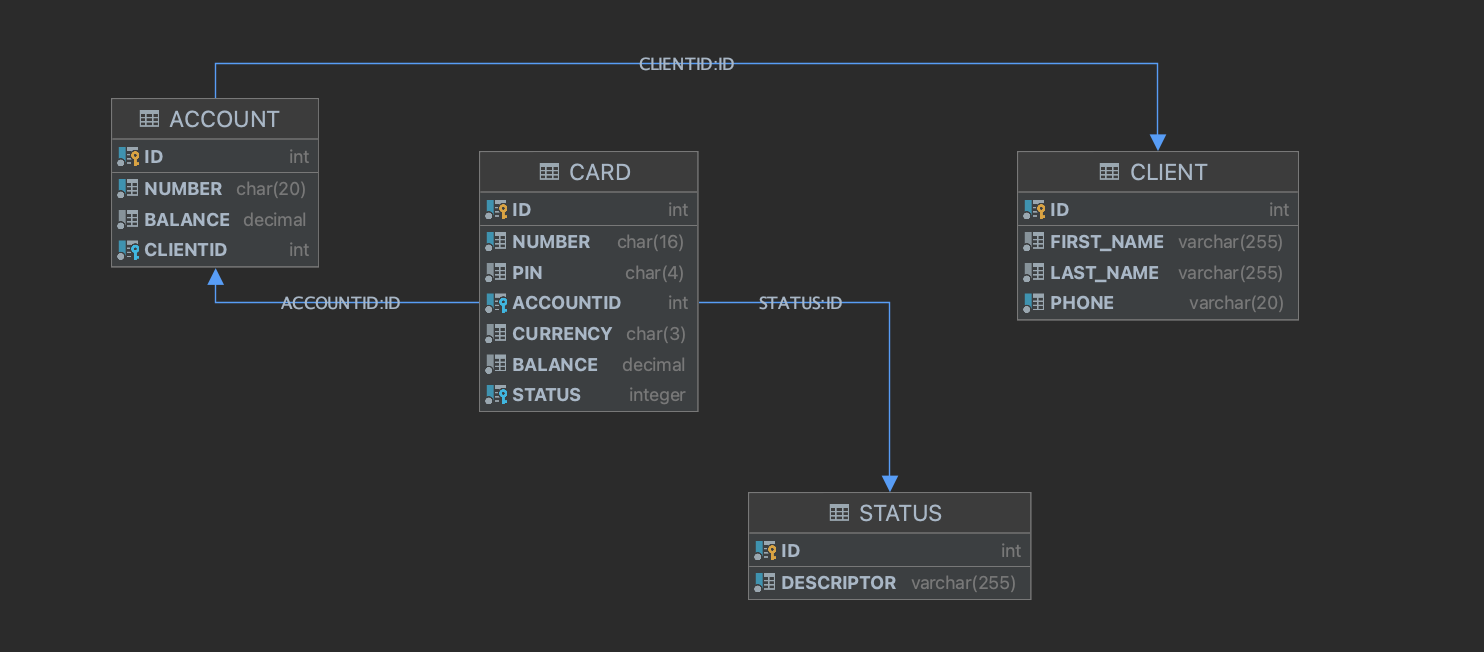 CLIENTID:ID
ACCOUNT
ID int
NUMBER char(20)
BALANCE decimal
CLIENTID int
ACCOUNTID:ID
CARD
ID int
NUMBER char(16)
PIN char(4)
ACCOUNTID int
CURRENCY char(3)
BALANCE decimal
STATUS integer
STATUS:ID
CLIENT
ID int
FIRST_NAME varchar(255)
LAST_NAME varchar(255)
PHONE varchar(20)
STATUS
ID int
DESCRIPTOR varchar(255)